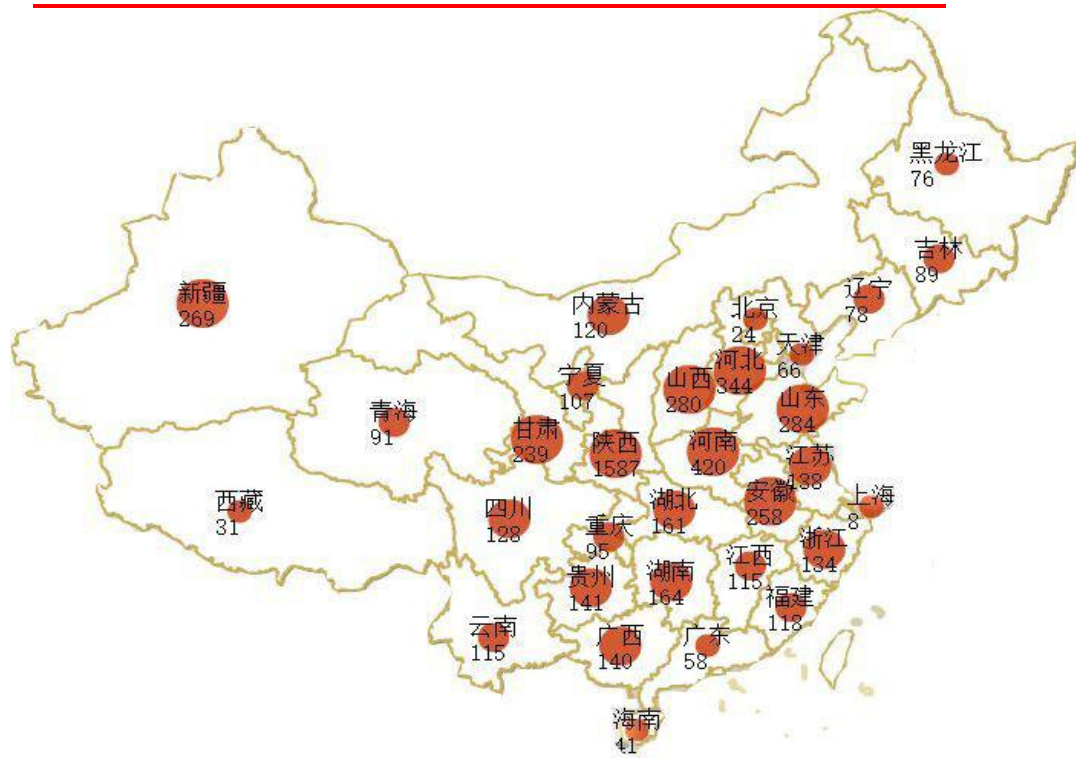 黑龙江
76
吉林
89
辽宁
78
新疆
269
内蒙古
120
北京
24
天津
66
河北
344
山西
280
宁夏
107
山东
284
青海
91
甘肃
239
陕西
1587
河南
420
江苏
138
西藏
31
四川
128
湖北
161
安徽
258
上海
8
重庆
95
浙江
134
江西
115
贵州
141
湖南
164
福建
118
云南
115
广西
140
广东
58
海南
41